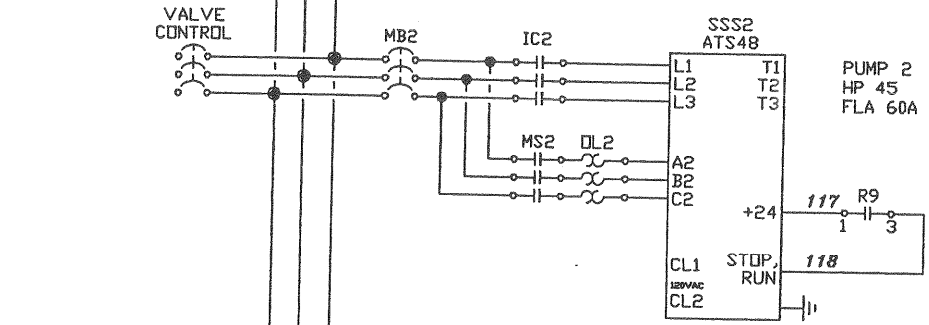 VALVE
CONTROL
MB2
IC2
SSS2
ATS48
L1
T1
L2
T2
L3
T3
PUMP 2
HP 45
FLA 60A
MS2
OL2
A2
B2
C2
+24
117
R9
1
3
CL1
STOP,
RUN
118
120VAC
CL2